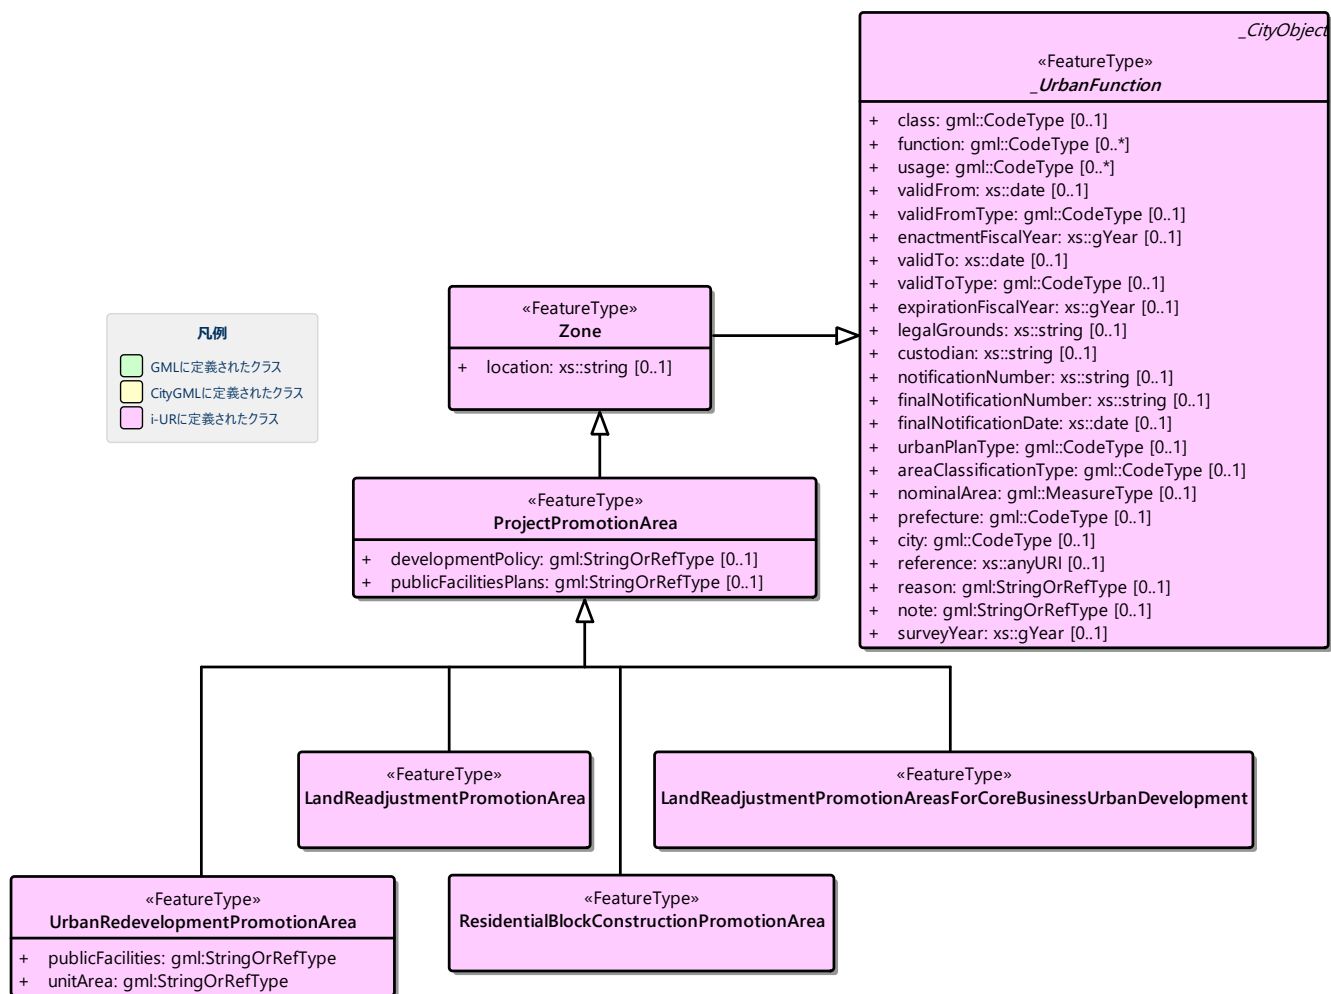 _CityObject
«FeatureType»
_UrbanFunction
+ class: gml::CodeType [0..1]
+ function: gml::CodeType [0..*]
+ usage: gml::CodeType [0..*]
+ validFrom: xs::date [0..1]
+ validFromType: gml::CodeType [0..1]
+ enactmentFiscalYear: xs::gYear [0..1]
+ validTo: xs::date [0..1]
+ validToType: gml::CodeType [0..1]
+ expirationFiscalYear: xs::gYear [0..1]
+ legalGrounds: xs::string [0..1]
+ custodian: xs::string [0..1]
+ notificationNumber: xs::string [0..1]
+ finalNotificationNumber: xs::string [0..1]
+ finalNotificationDate: xs::date [0..1]
+ urbanPlanType: gml::CodeType [0..1]
+ areaClassificationType: gml::CodeType [0..1]
+ nominalArea: gml::MeasureType [0..1]
+ prefecture: gml::CodeType [0..1]
+ city: gml::CodeType [0..1]
+ reference: xs::anyURI [0..1]
+ reason: gml:StringOrRefType [0..1]
+ note: gml:StringOrRefType [0..1]
+ surveyYear: xs::gYear [0..1]
«FeatureType»
Zone
+ location: xs::string [0..1]
凡例
GMLに定義されたクラス
CityGMLに定義されたクラス
i-URに定義されたクラス
«FeatureType»
ProjectPromotionArea
+ developmentPolicy: gml:StringOrRefType [0..1]
+ publicFacilitiesPlans: gml:StringOrRefType [0..1]
«FeatureType»
LandReadjustmentPromotionArea
«FeatureType»
LandReadjustmentPromotionAreasForCoreBusinessUrbanDevelopment
«FeatureType»
UrbanRedevelopmentPromotionArea
+ publicFacilities: gml:StringOrRefType
+ unitArea: gml:StringOrRefType
«FeatureType»
ResidentialBlockConstructionPromotionArea